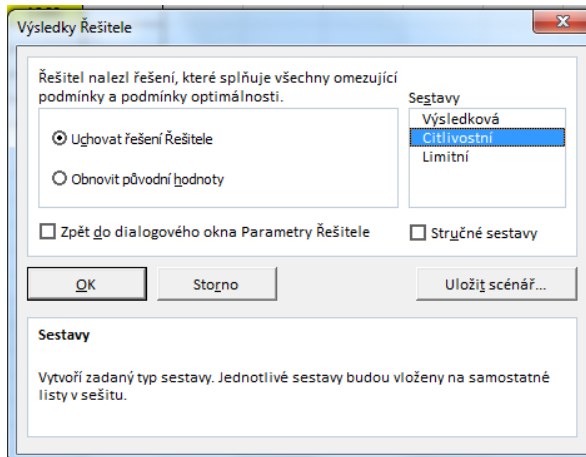 Výsledky Řešitele
Řešitel nalezl řešení, které splňuje všechny omezující
podmínky a podmínky optimálnosti.
Sestavy
Výsledková
Citlivostní
Limitní
Uchovat řešení Řešitele
Obnovit původní hodnoty
Zpět do dialogového okna Parametry Řešitele
Stručné sestavy
OK
Storno
Uložit scénář...
Sestavy
Vytvoří zadaný typ sestavy. Jednotlivé sestavy budou vloženy na samostatné
listy v sešitu.